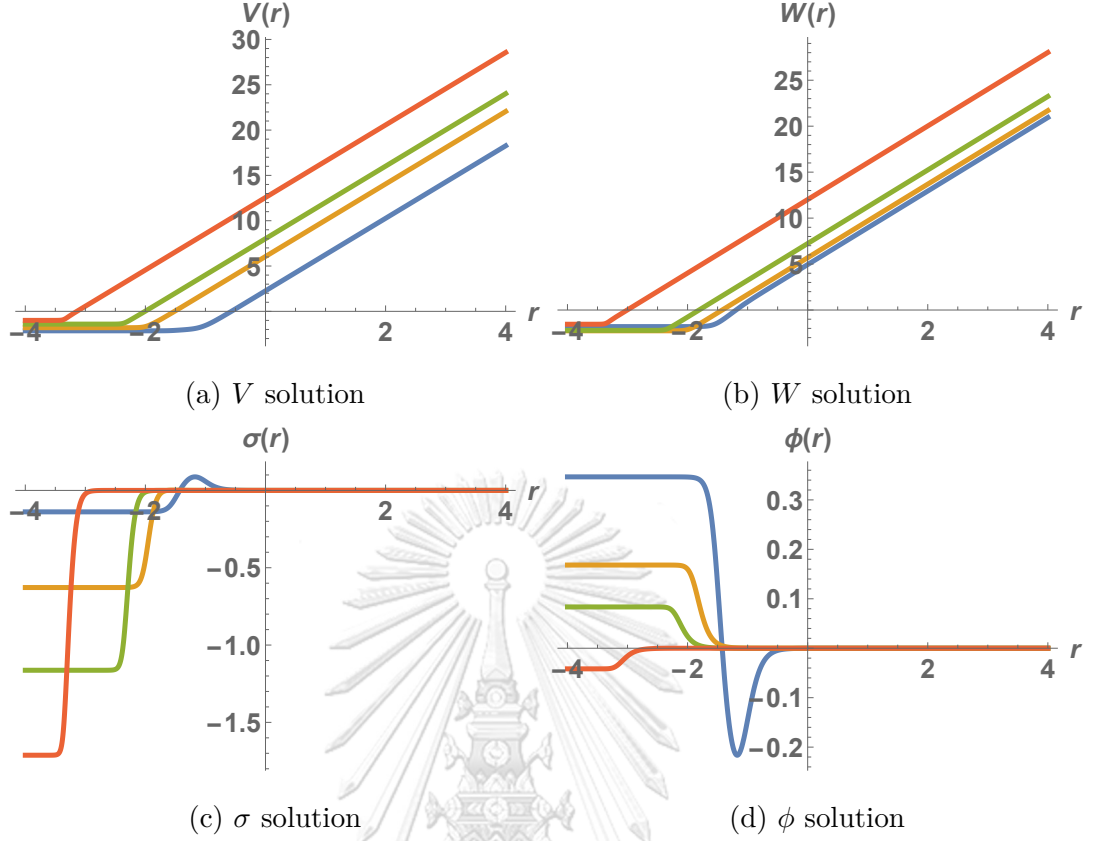 V(r)
30
25
20
15
10
5
−4 −2 2 4 r
(a) V solution
W(r)
25
20
15
10
5
−4 −2 2 4 r
(b) W solution
σ(r)
−4 −2 2 4 r
−0.5
−1.0
−1.5
(c) σ solution
ϕ(r)
0.3
0.2
0.1
−4 −2 2 4 r
−0.1
−0.2
(d) ϕ solution